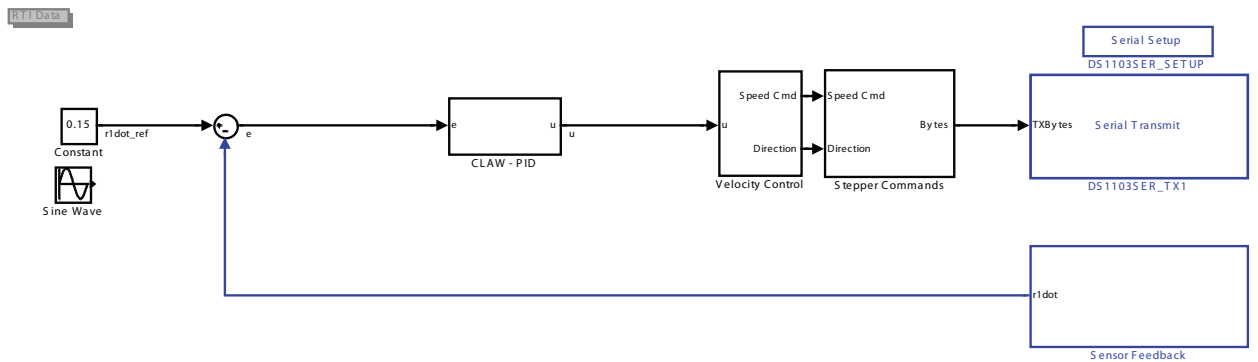 RTI Data
Serial Setup
DS1103SER_SETUP
0.15
r1dot_ref
Constant
e
e
u
u
CLAW - PID
u
Speed Cmd
Direction
Velocity Control
Speed Cmd
Direction
Bytes
Stepper Commands
TXBytes
Serial Transmit
DS1103SER_TX1
Sine Wave
r1dot
Sensor Feedback